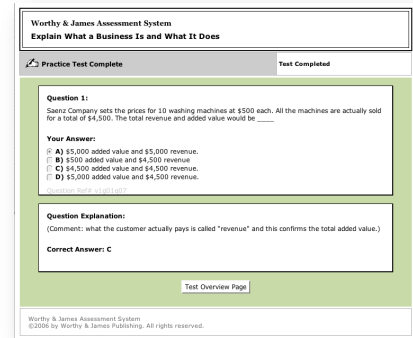 Worthy & James Assessment System
Explain What a Business Is and What It Does
Practice Test Complete
Test Completed
Question 1:
Saenz Company sets the prices for 10 washing machines at $500 each. All the machines are actually sold
for a total of $4,500. The total revenue and added value would be ____
Your Answer:
A) $5,000 added value and $5,000 revenue.
B) $500 added value and $4,500 revenue
C) $4,500 added value and $4,500 revenue.
D) $5,000 added value and $4,500 revenue.
Question Ref# v1g01q07
Question Explanation:
(Comment: what the customer actually pays is called "revenue" and this confirms the total added value.)
Correct Answer: C
Test Overview Page
Worthy & James Assessment System
©2006 by Worthy & James Publishing. All rights reserved.